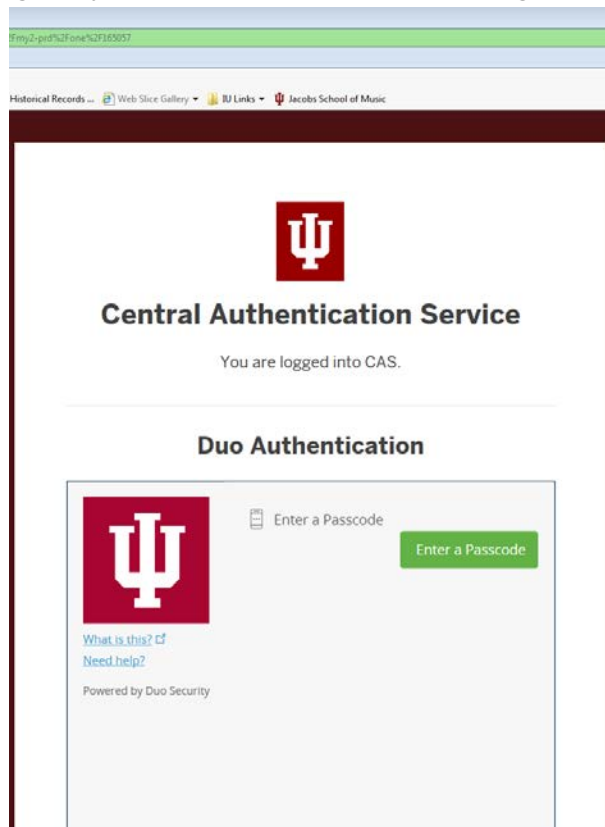 2Fmy2-prd%2Fone%2F165057
Historical Records ... Web Slice Gallery IU Links Jacobs School of Music
Central Authentication Service
You are logged into CAS.
Duo Authentication
Enter a Passcode
Enter a Passcode
What is this?
Need help?
Powered by Duo Security